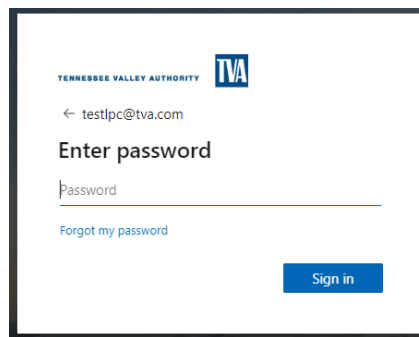 TENNESSEE VALLEY AUTHORITY TVA
← testlpc@tva.com
Enter password
Password
Forgot my password
Sign in